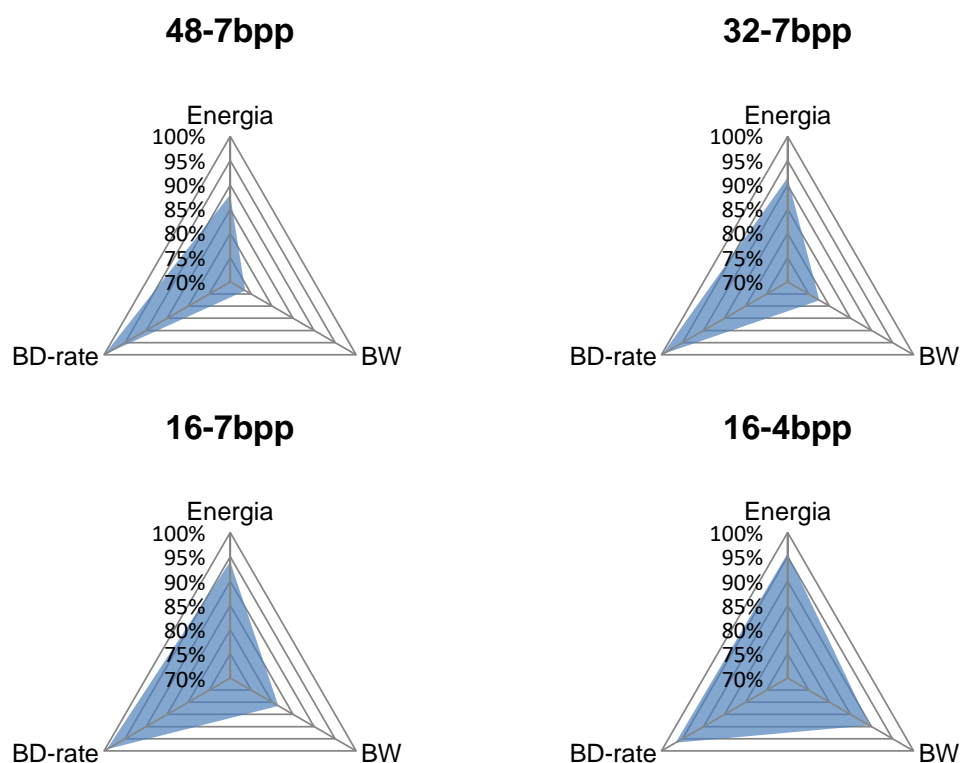 48-7bpp
Energia
100%
95%
90%
85%
80%
75%
70%
BD-rate
BW
32-7bpp
Energia
100%
95%
90%
85%
80%
75%
70%
BD-rate
BW
16-7bpp
Energia
100%
95%
90%
85%
80%
75%
70%
BD-rate
BW
16-4bpp
Energia
100%
95%
90%
85%
80%
75%
70%
BD-rate
BW